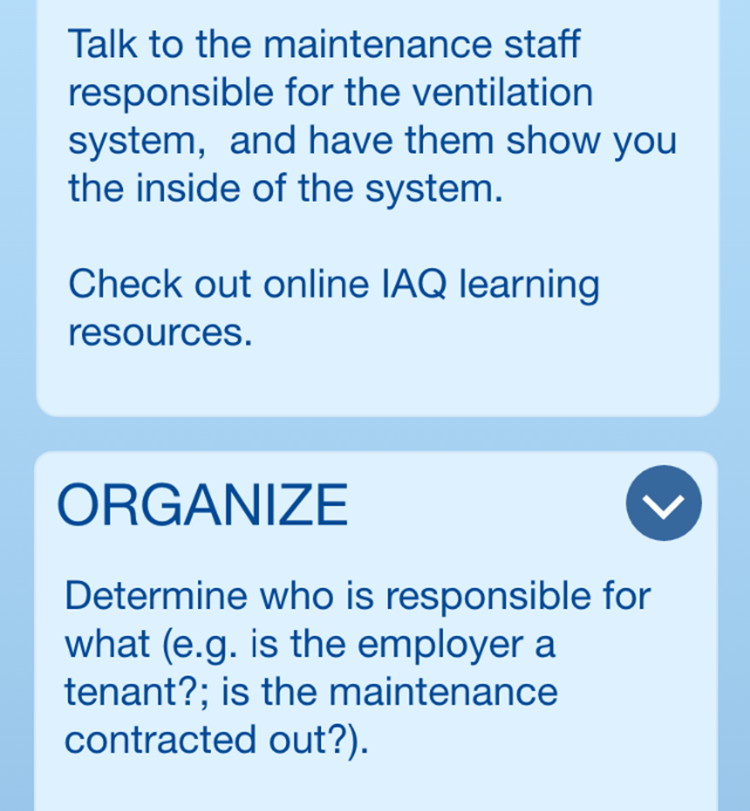 Talk to the maintenance staff
responsible for the ventilation
system,  and have them show you
the inside of the system.
Check out online IAQ learning
resources.
ORGANIZE
Determine who is responsible for
what (e.g. is the employer a
tenant?; is the maintenance
contracted out?).